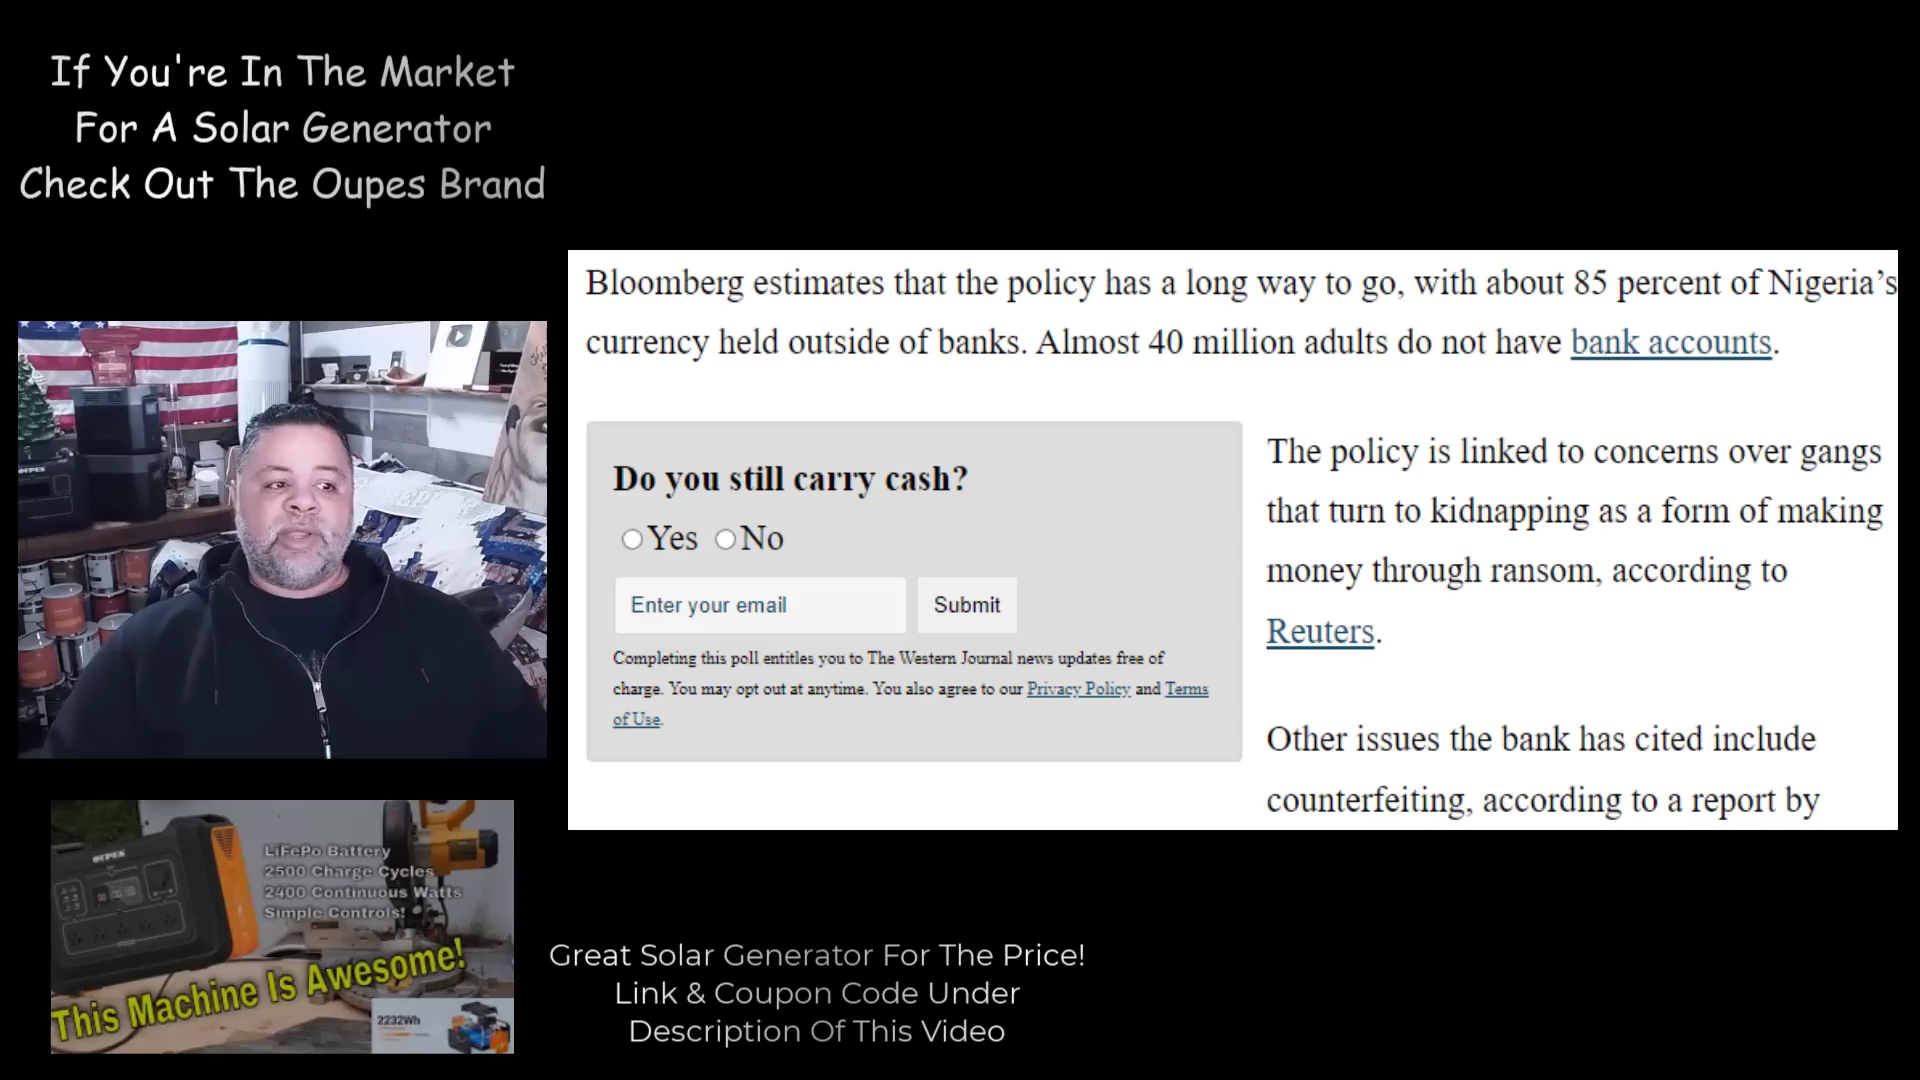 If You're In The Market
For A Solar Generator
Check Out The Oupes Brand
Bloomberg estimates that the policy has a long way to go, with about 85 percent of Nigeria’s
currency held outside of banks. Almost 40 million adults do not have bank accounts.
Do you still carry cash?
Yes No
Enter your email Submit
Completing this poll entitles you to The Western Journal news updates free of
charge. You may opt out at anytime. You also agree to our Privacy Policy and Terms
of Use.
The policy is linked to concerns over gangs
that turn to kidnapping as a form of making
money through ransom, according to
Reuters.
Other issues the bank has cited include
counterfeiting, according to a report by
OUPES
LiFePo Battery
2500 Charge Cycles
2400 Continuous Watts
Simple Controls!
This Machine Is Awesome!
2232Wh
Great Solar Generator For The Price!
Link & Coupon Code Under
Description Of This Video